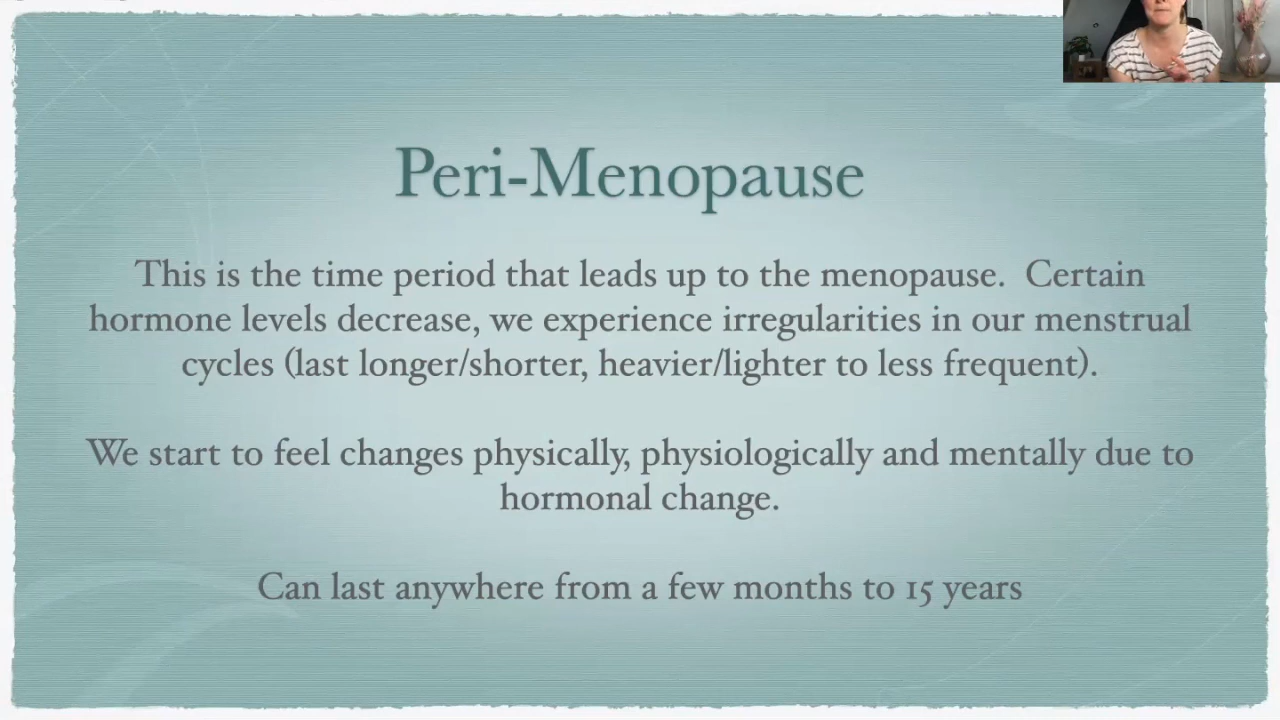 Peri-Menopause
This is the time period that leads up to the menopause. Certain
hormone levels decrease, we experience irregularities in our menstrual
cycles (last longer/shorter, heavier/lighter to less frequent).
We start to feel changes physically, physiologically and mentally due to
hormonal change.
Can last anywhere from a few months to 15 years